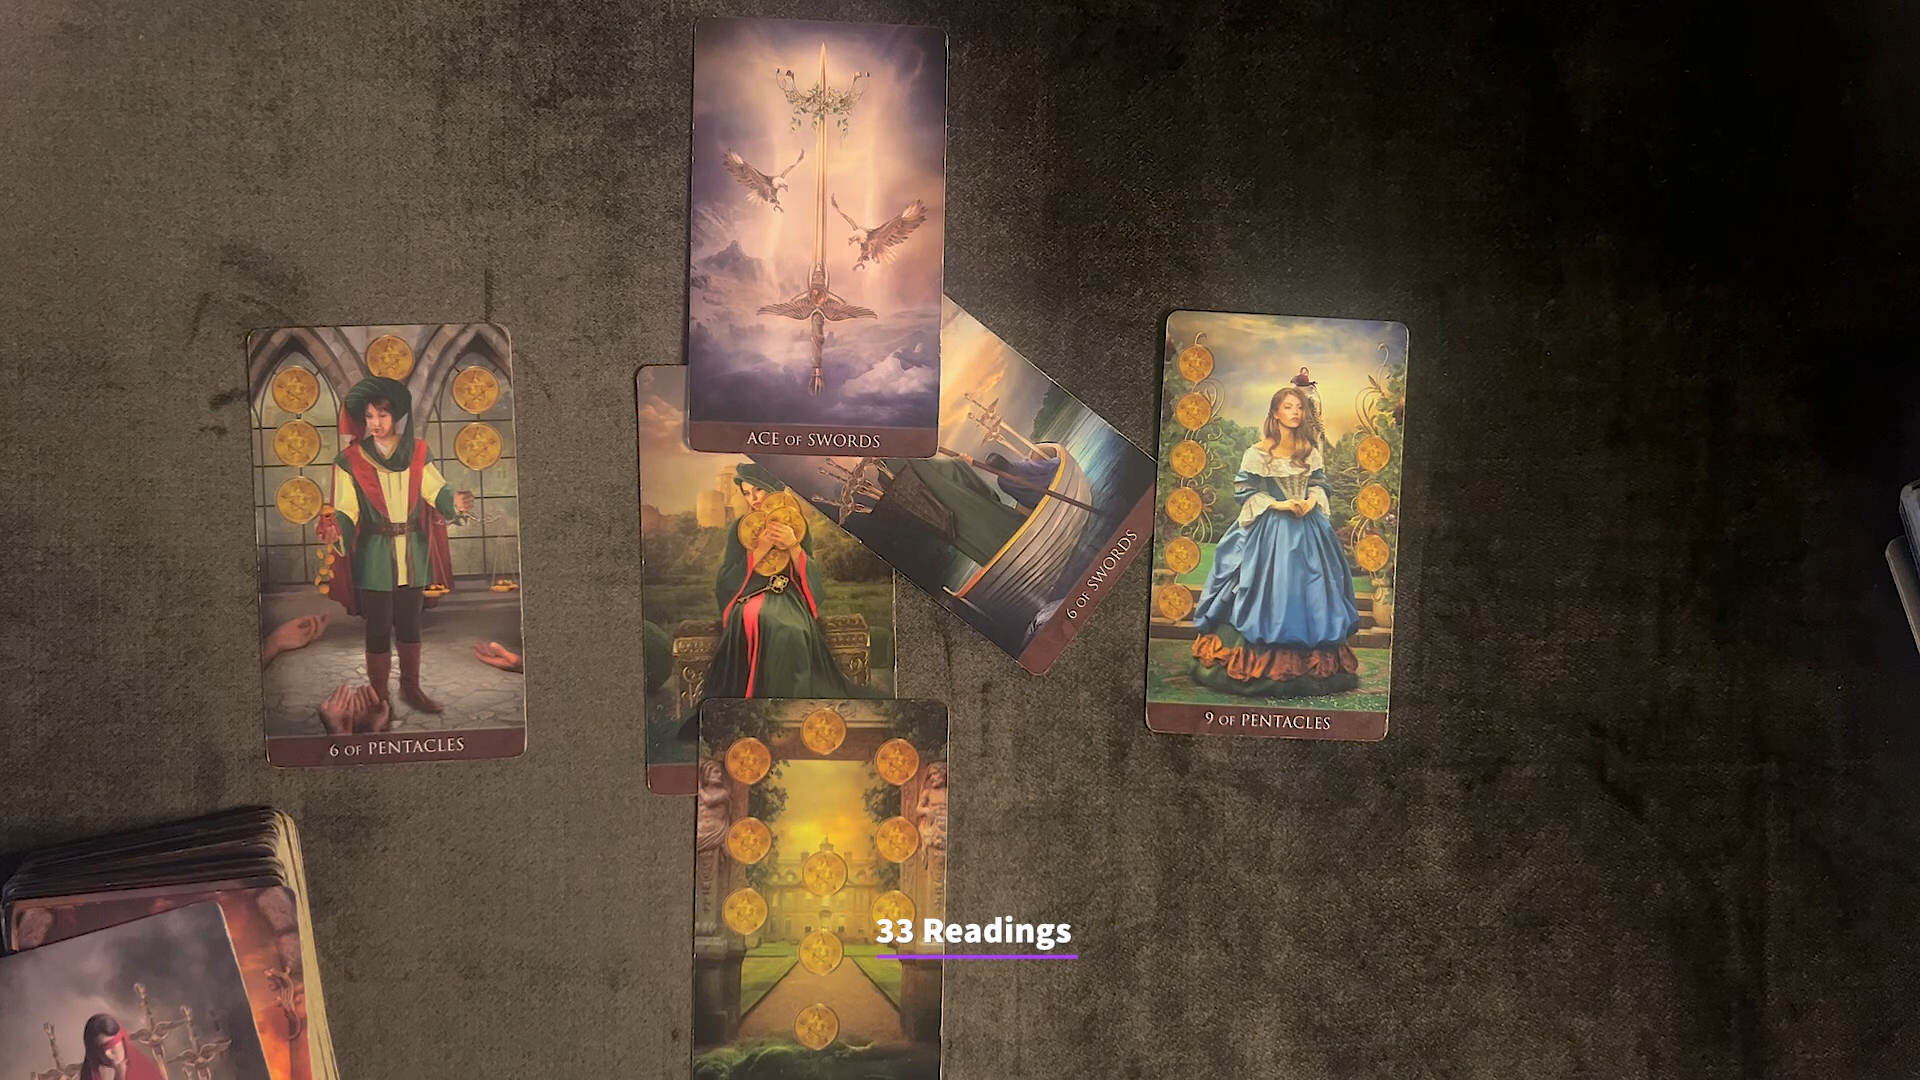 ACE OF SWORDS
6 OF SWORDS
6 OF PENTACLES
9 OF PENTACLES
33 Readings